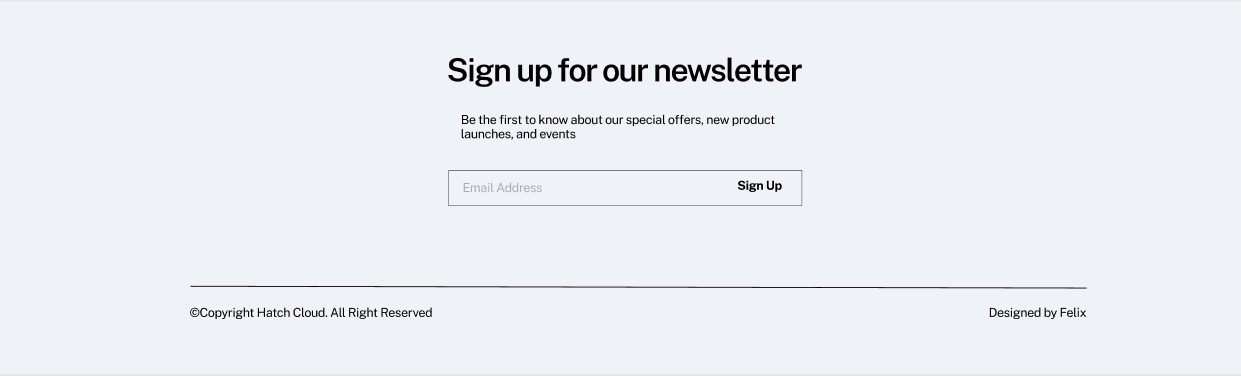 Sign up for our newsletter
Be the first to know about our special offers, new product
launches, and events
Email Address
Sign Up
©Copyright Hatch Cloud. All Right Reserved
Designed by Felix